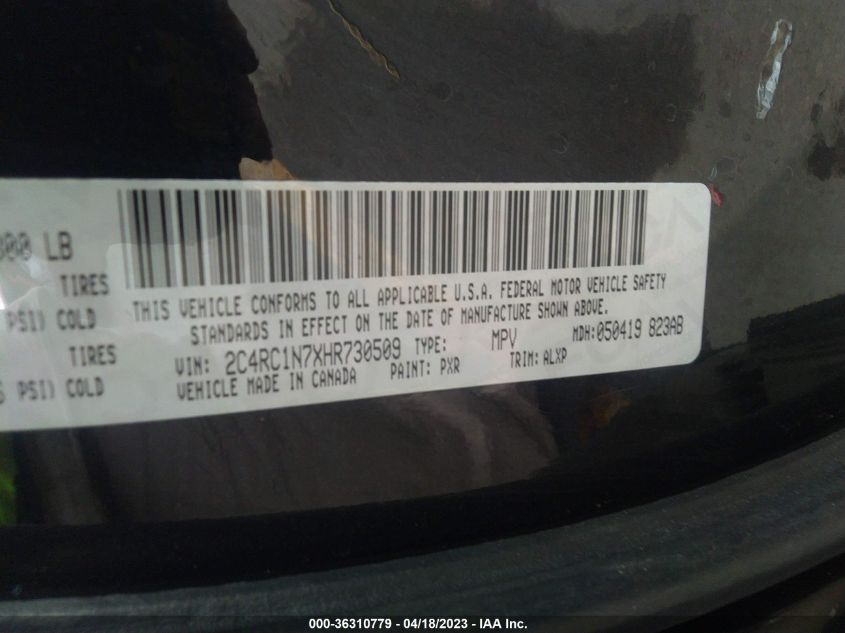 300 LB
TIRES
PSI) COLD
TIRES
PSI) COLD
THIS VEHICLE CONFORMS TO ALL APPLICABLE U.S.A. FEDERAL MOTOR VEHICLE SAFETY
STANDARDS IN EFFECT ON THE DATE OF MANUFACTURE SHOWN ABOVE.
VIN: 2C4RC1N7XHR730509 TYPE: MPV MDH:050419 823AB
VEHICLE MADE IN CANADA PAINT: PXR TRIM: ALXP
000-36310779 - 04/18/2023 - IAA Inc.